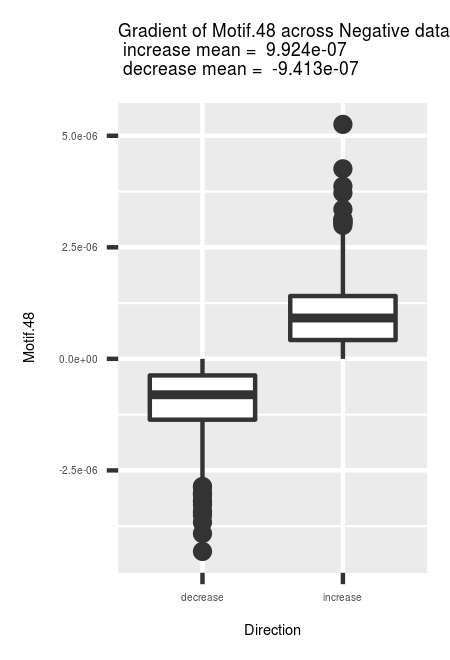 Gradient of Motif.48 across Negative data
increase mean =  9.924e-07
decrease mean =  -9.413e-07
5.0e-06
2.5e-06
0.0e+00
-2.5e-06
Motif.48
decrease
increase
Direction